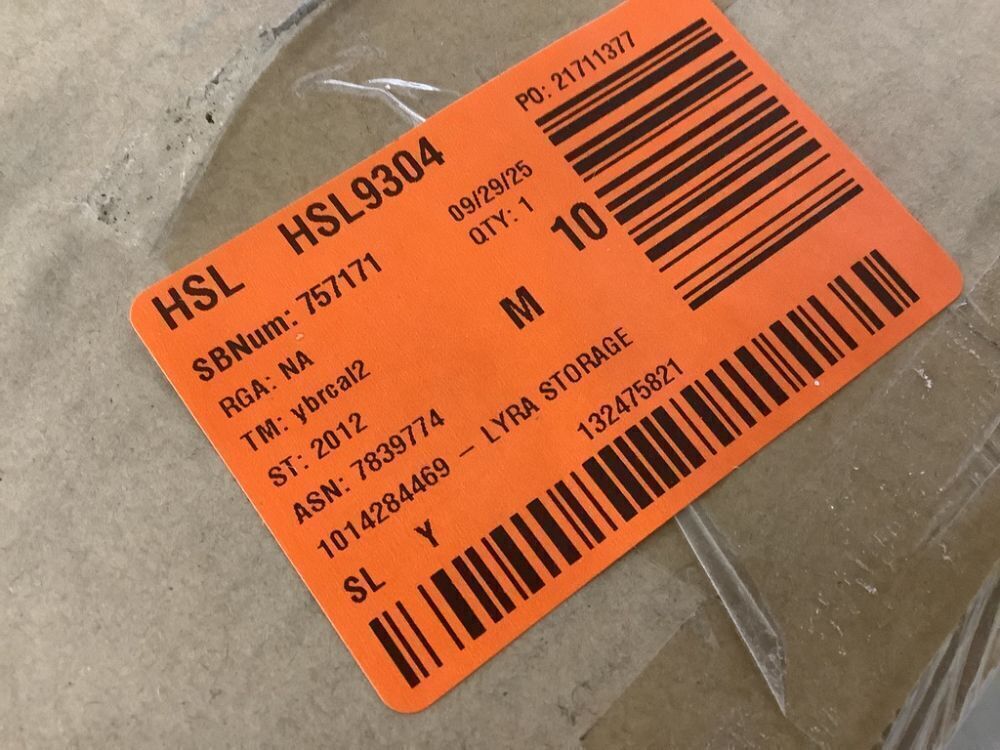 HSL HSL9304
PO: 21711377
SBNum: 757171
09/29/25
RGA: NA
QTY: 1
10
TM: ybrcal2
M
ST: 2012
ASN: 7839774
1014284469 – LYRA STORAGE
132475821
SL Y